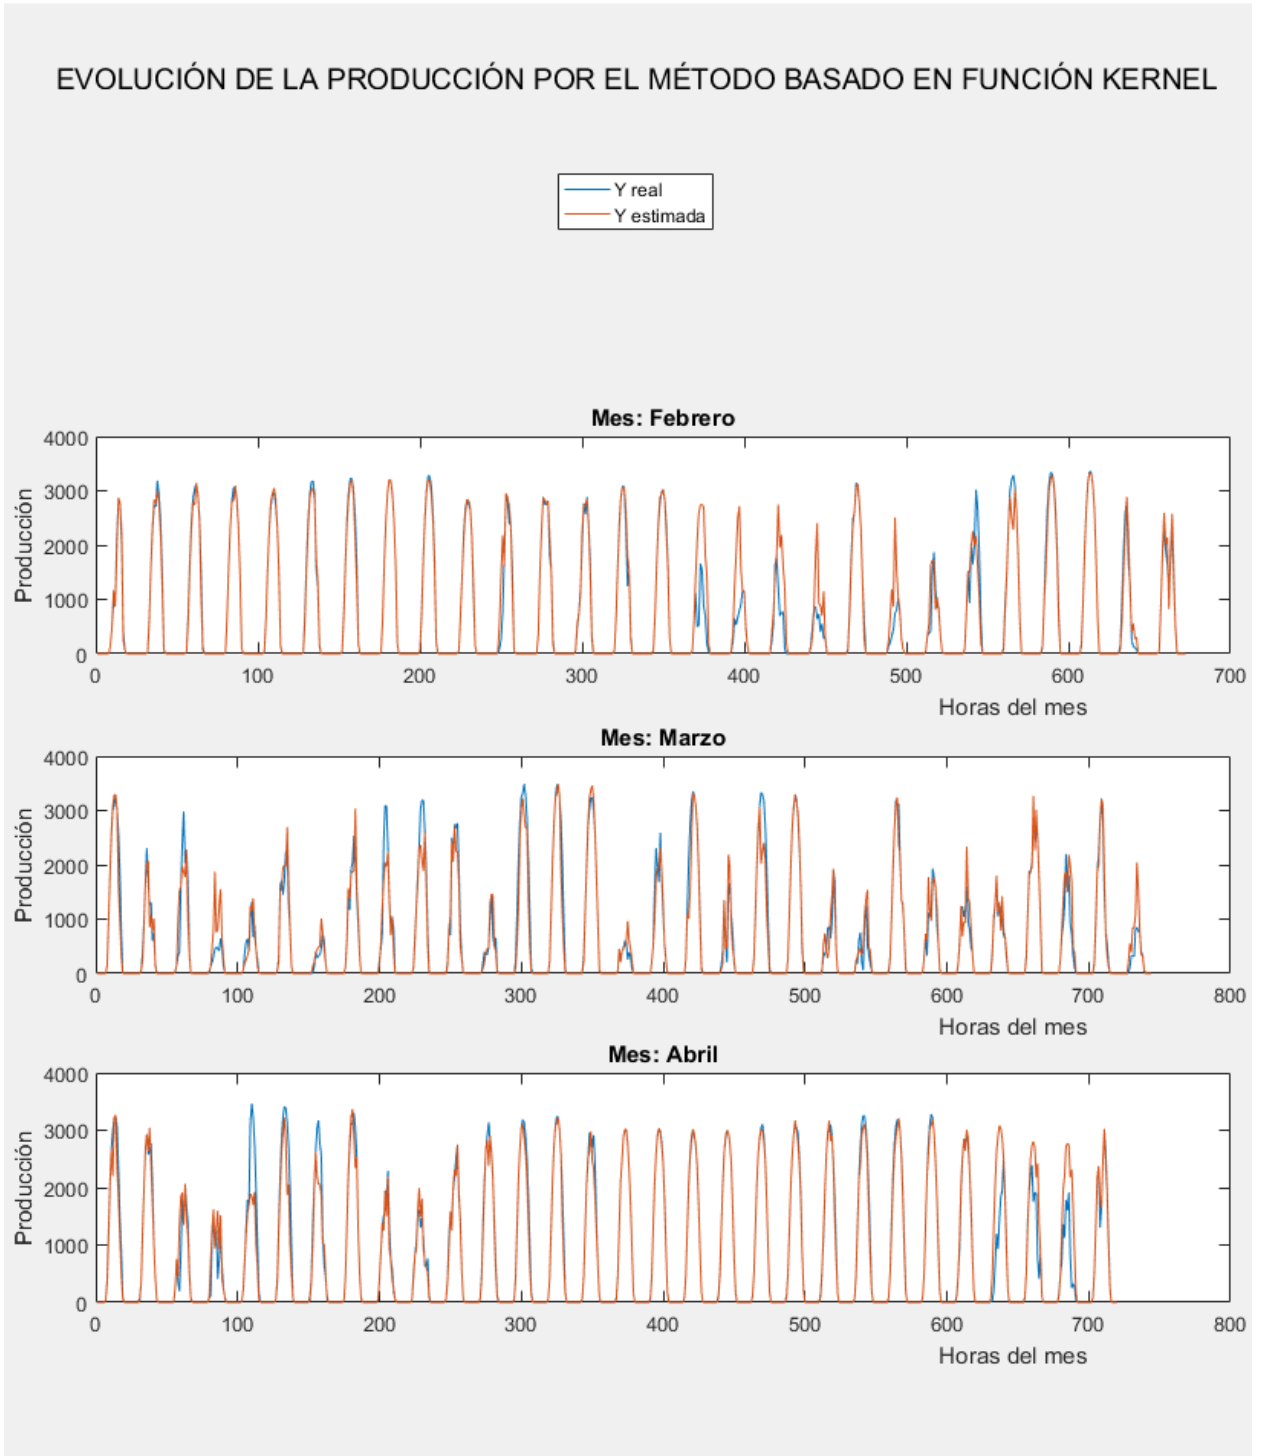 EVOLUCIÓN DE LA PRODUCCIÓN POR EL MÉTODO BASADO EN FUNCIÓN KERNEL
Y real
Y estimada
Mes: Febrero
4000
3000
2000
1000
0
Producción
0 100 200 300 400 500 600 700
Horas del mes
Mes: Marzo
4000
3000
2000
1000
0
Producción
0 100 200 300 400 500 600 700 800
Horas del mes
Mes: Abril
4000
3000
2000
1000
0
Producción
0 100 200 300 400 500 600 700 800
Horas del mes